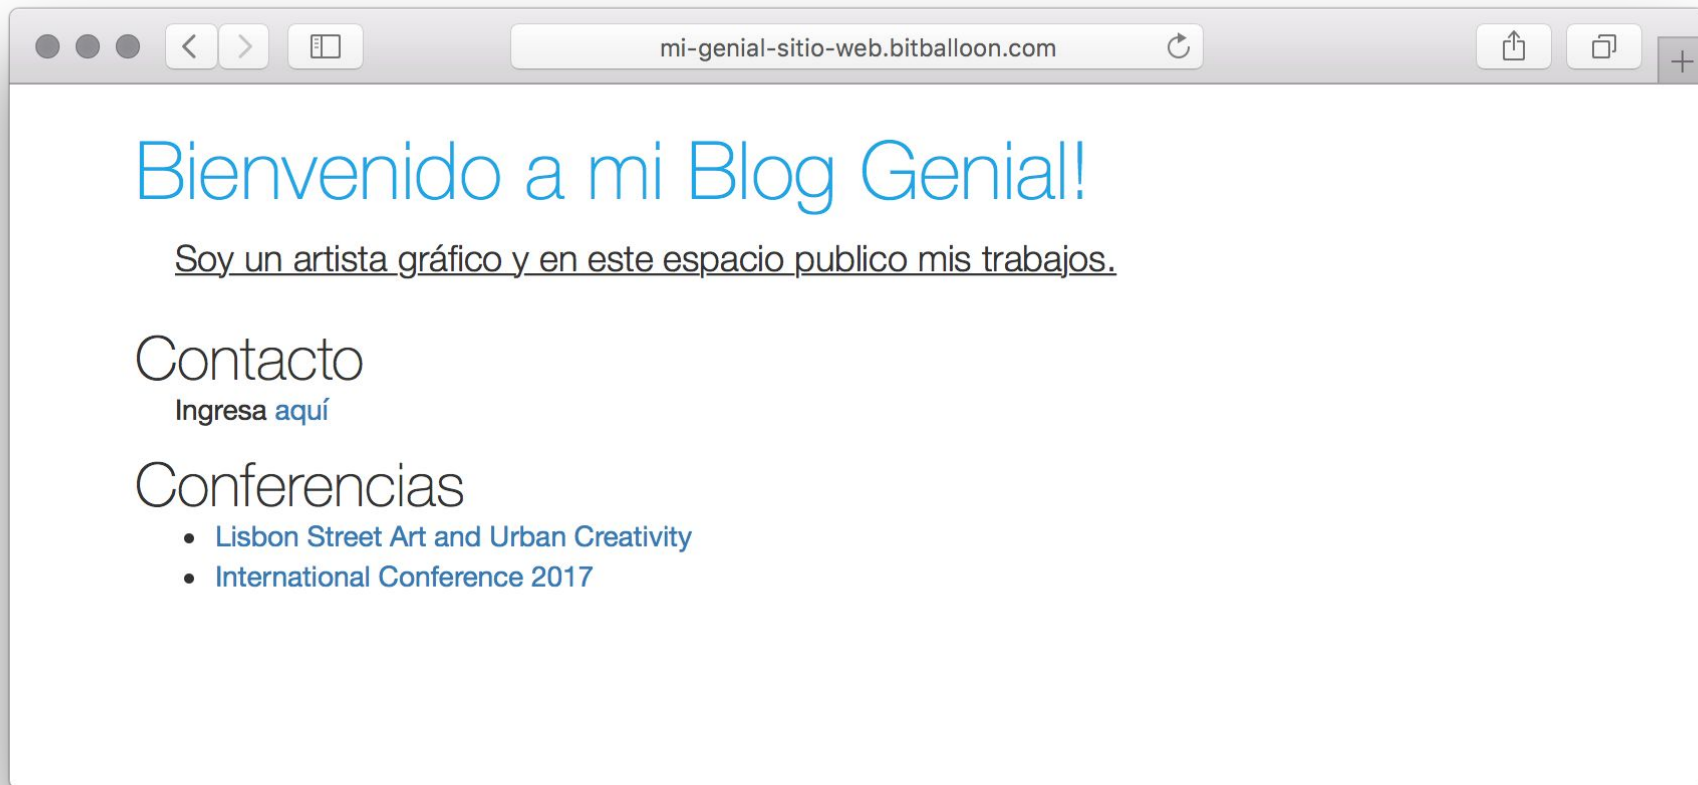 mi-genial-sitio-web.bitballoon.com
Bienvenido a mi Blog Genial!
Soy un artista gráfico y en este espacio publico mis trabajos.
Contacto
Ingresa aquí
Conferencias
Lisbon Street Art and Urban Creativity
International Conference 2017